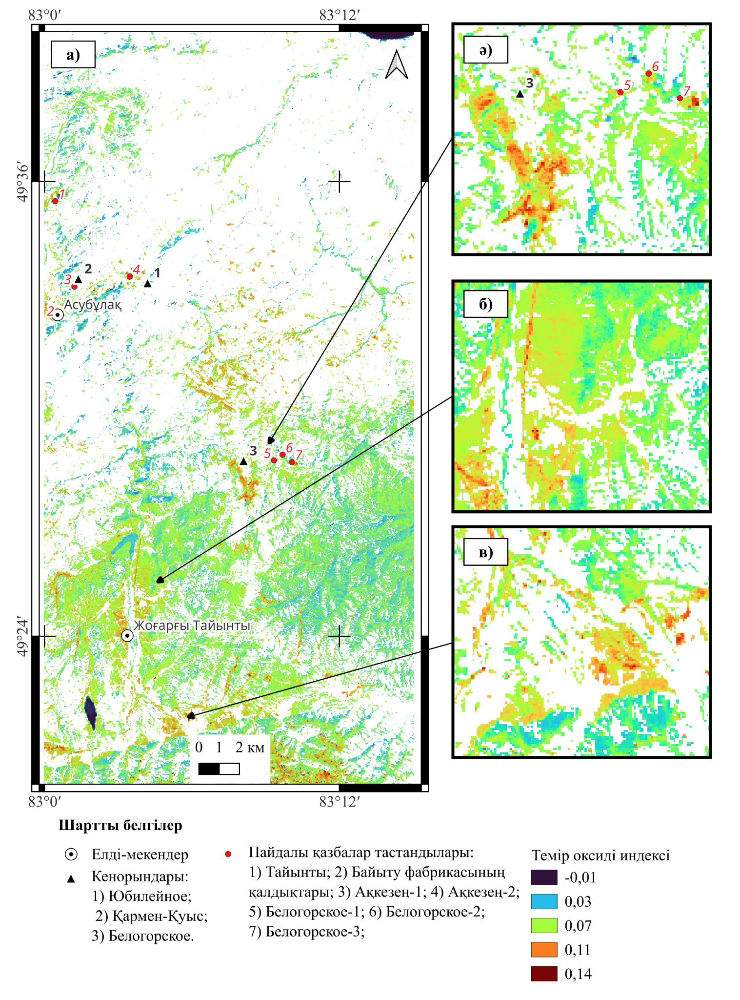 83°0′ 83°12′
а)
ә)
3
5
6
7
49°36′
1
2
3
4
1
Асубұлақ
2
б)
3
5
6
7
в)
49°24′
Жоғарғы Тайынты
0 1 2 км
83°0′ 83°12′
Шартты белгілер
Елді-мекендер
Кенорындары:
1) Юбилейное;
2) Қармен-Қуыс;
3) Белогорское.
Пайдалы қазбалар тастандылары:
1) Тайынты; 2) Байыту фабрикасының
қалдықтары; 3) Ақкезең-1; 4) Ақкезең-2;
5) Белогорское-1; 6) Белогорское-2;
7) Белогорское-3;
Темір оксиді индексі
-0,01
0,03
0,07
0,11
0,14